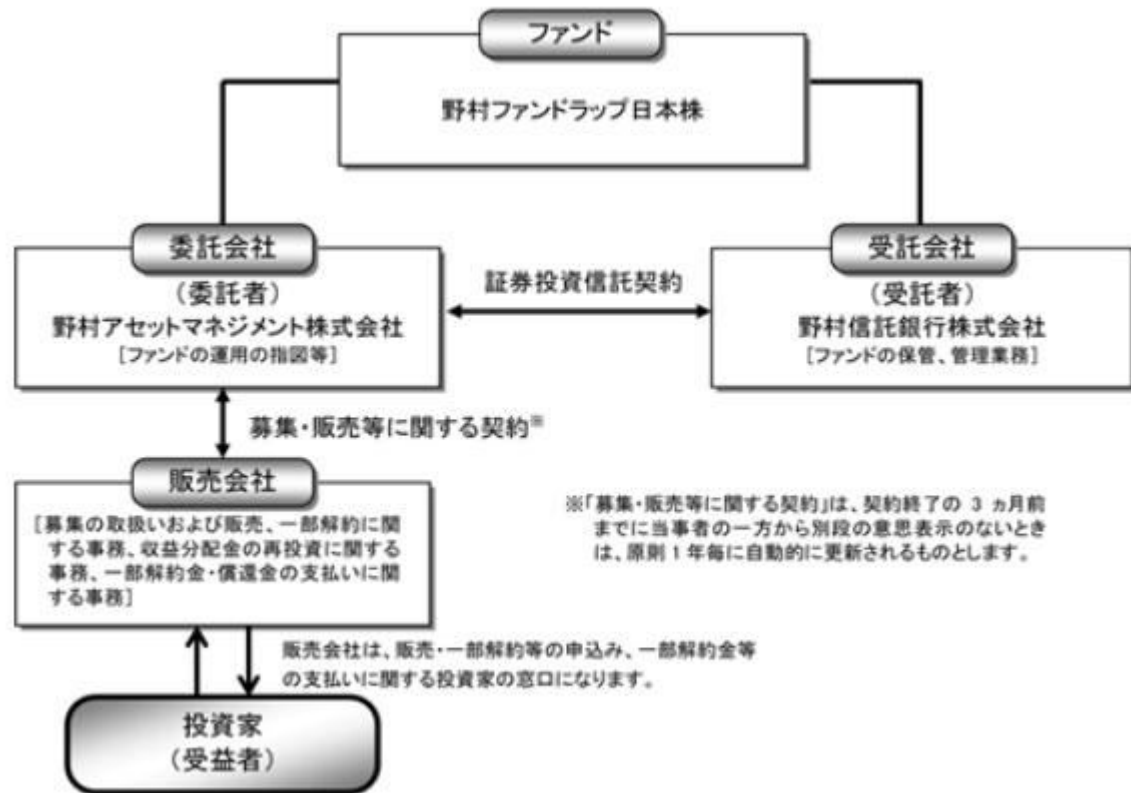 ファンド
野村ファンドラップ日本株
委託会社
(委託者)
野村アセットマネジメント株式会社
[ファンドの運用の指図等]
証券投資信託契約
受託会社
(受託者)
野村信託銀行株式会社
[ファンドの保管、管理業務]
募集・販売等に関する契約※
販売会社
[募集の取扱いおよび販売、一部解約に関
する事務、収益分配金の再投資に関する
事務、一部解約金・償還金の支払いに関
する事務]
※「募集・販売等に関する契約」は、契約終了の 3 ヵ月前
までに当事者の一方から別段の意思表示のないとき
は、原則 1 年毎に自動的に更新されるものとします。
販売会社は、販売・一部解約等の申込み、一部解約金等
の支払いに関する投資家の窓口になります。
投資家
(受益者)